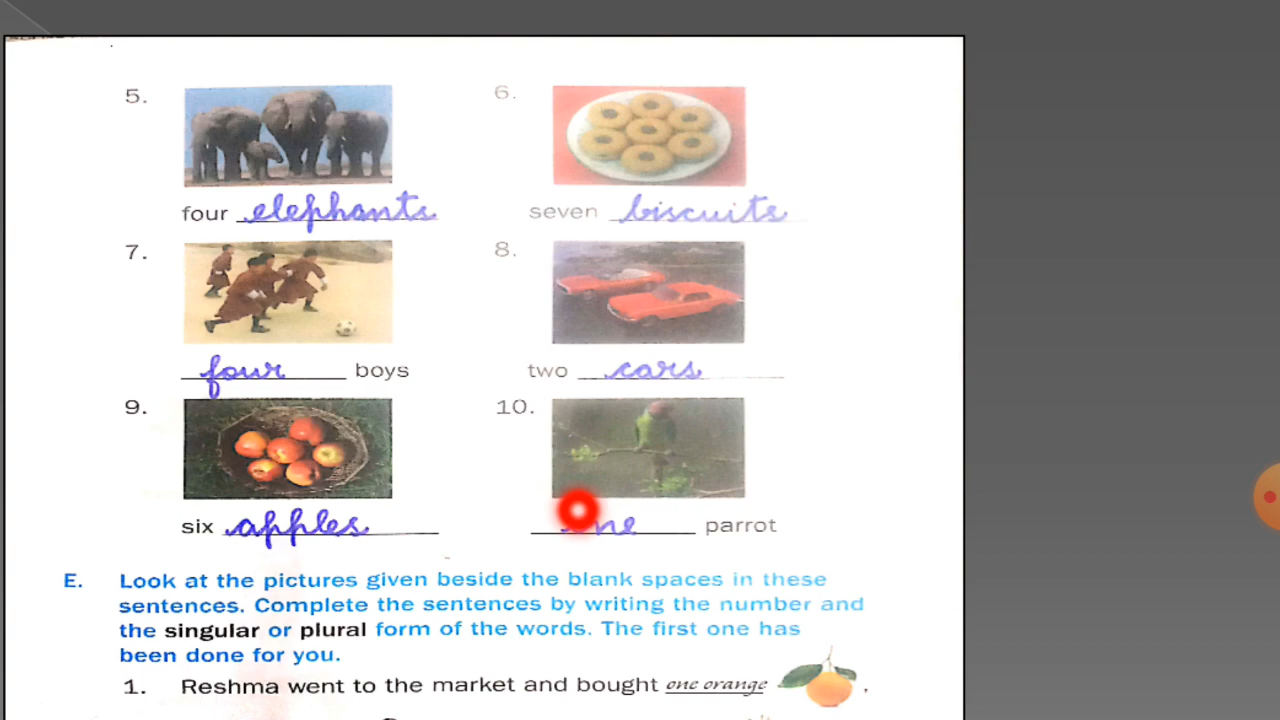 5. 6.
four elephants seven biscuits
7. 8.
four boys two cars
9. 10.
six apples one parrot
E. Look at the pictures given beside the blank spaces in these
sentences. Complete the sentences by writing the number and
the singular or plural form of the words. The first one has
been done for you.
1. Reshma went to the market and bought one orange .